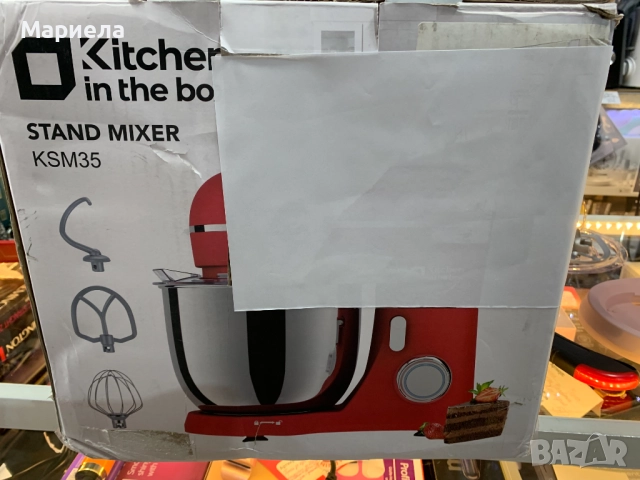 Мариела
Kitchen
in the bo
STAND MIXER
KSM35
BAZAR